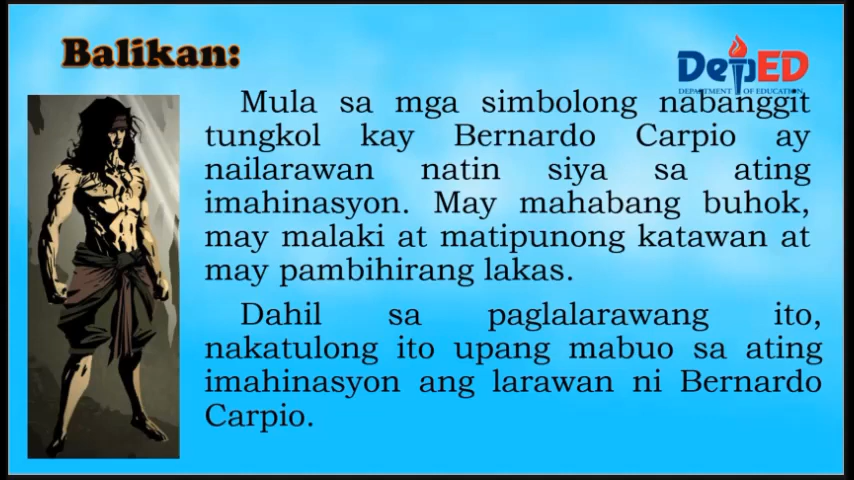 Balikan:
DepED
DEPARTMENT OF EDUCATION
Mula sa mga simbolong nabanggit
tungkol kay Bernardo Carpio ay
nailarawan natin siya sa ating
imahinasyon. May mahabang buhok,
may malaki at matipunong katawan at
may pambihirang lakas.
Dahil sa paglalarawang ito,
nakatulong ito upang mabuo sa ating
imahinasyon ang larawan ni Bernardo
Carpio.